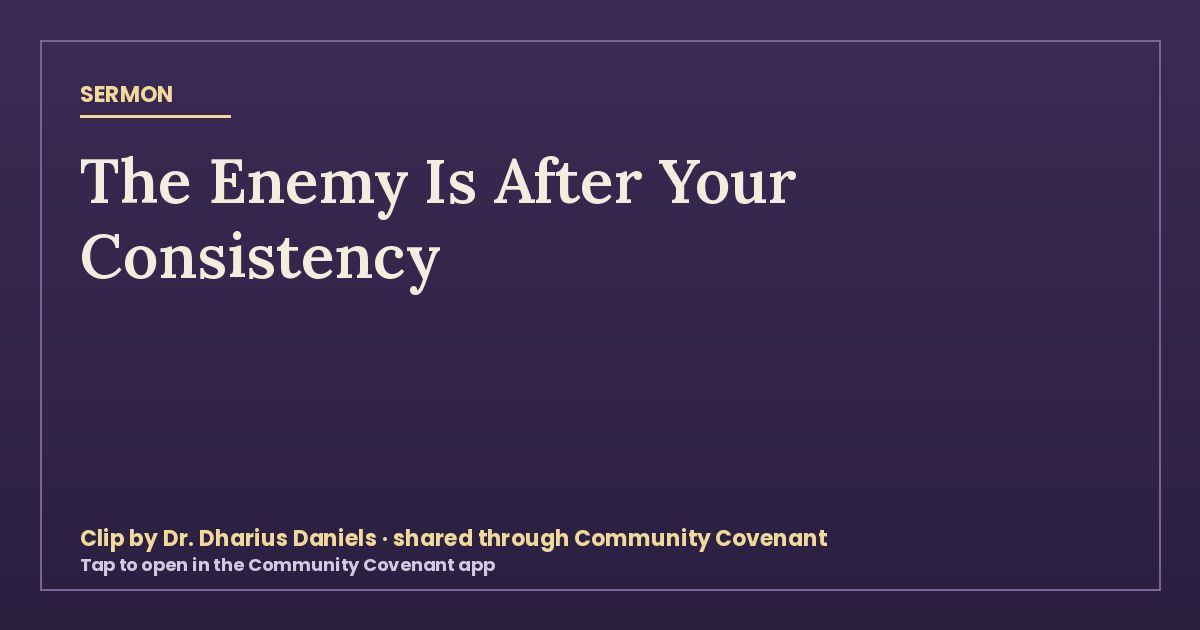 SERMON
The Enemy Is After Your
Consistency
Clip by Dr. Dharius Daniels · shared through Community Covenant
Tap to open in the Community Covenant app